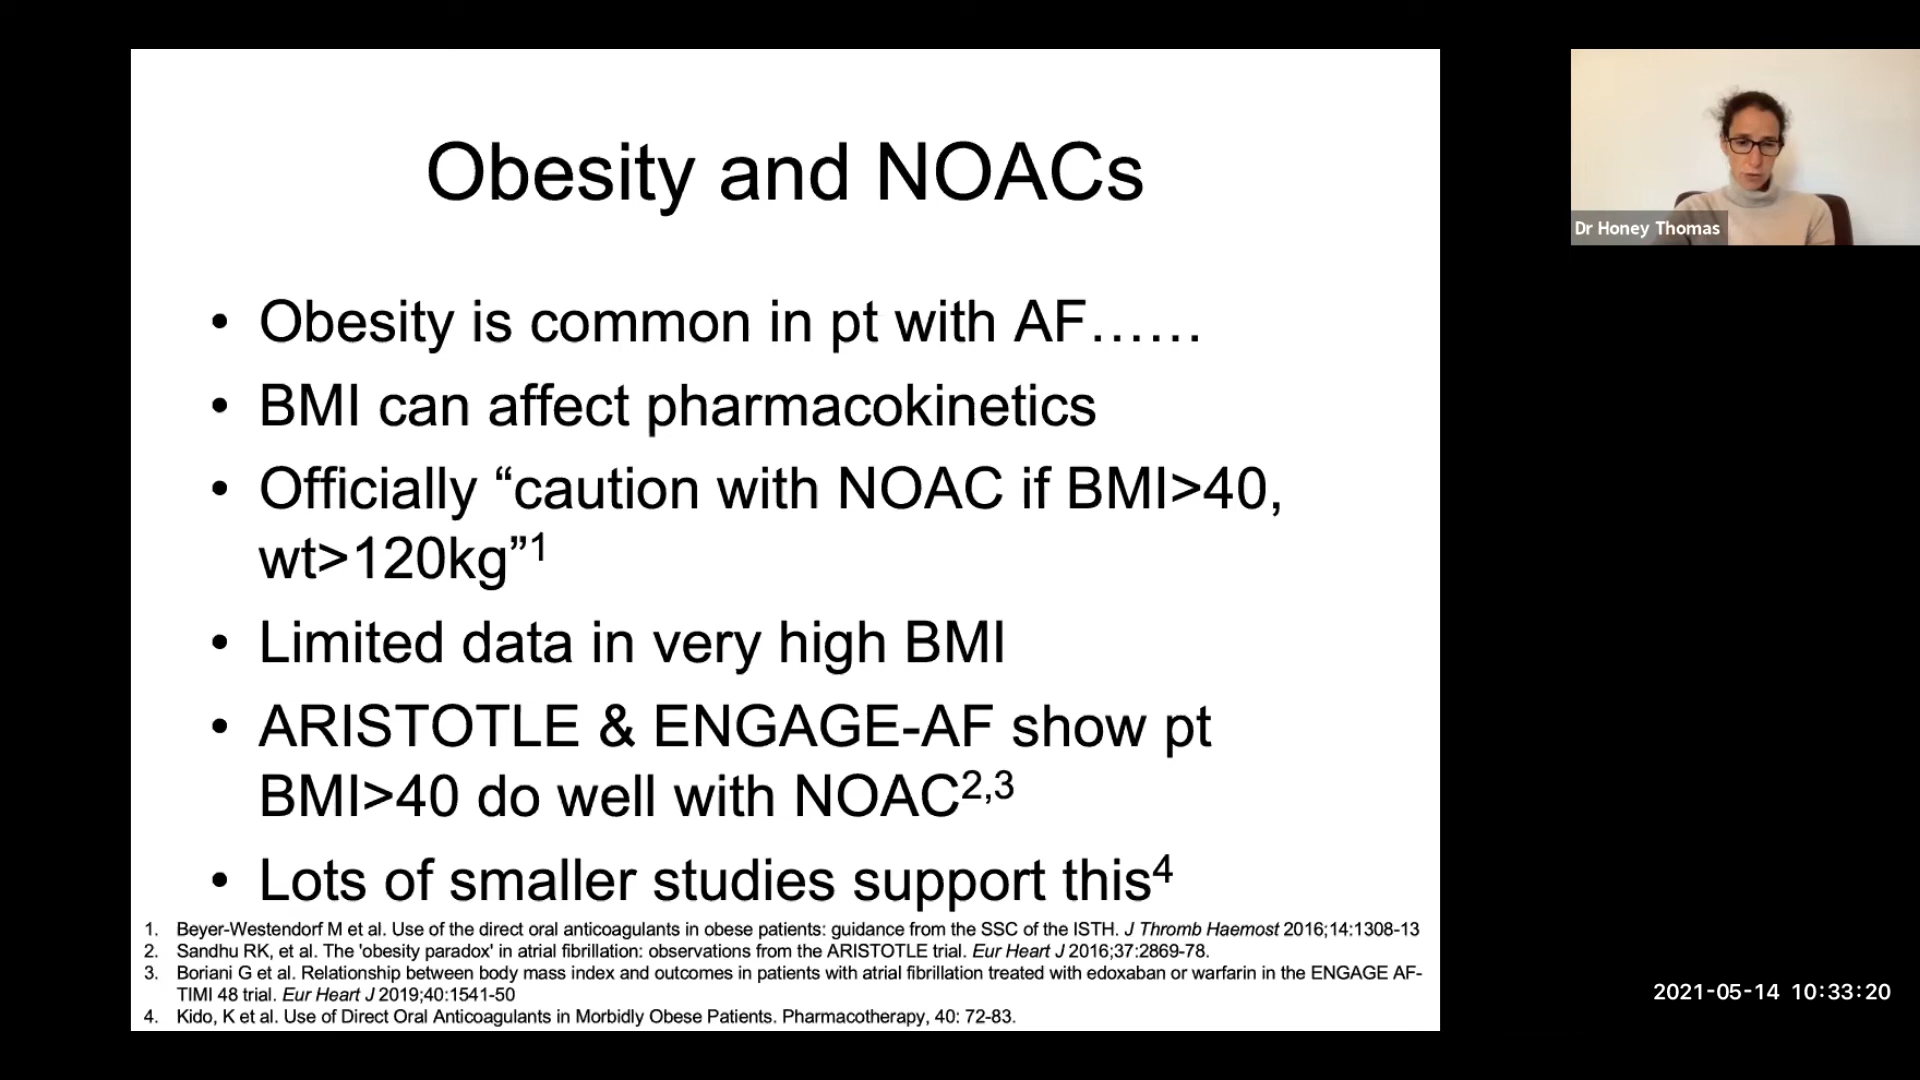 Obesity and NOACs
• Obesity is common in pt with AF……
• BMI can affect pharmacokinetics
• Officially “caution with NOAC if BMI>40,
wt>120kg”1
• Limited data in very high BMI
• ARISTOTLE & ENGAGE-AF show pt
BMI>40 do well with NOAC2,3
• Lots of smaller studies support this4
1. Beyer-Westendorf M et al. Use of the direct oral anticoagulants in obese patients: guidance from the SSC of the ISTH. J Thromb Haemost 2016;14:1308-13
2. Sandhu RK, et al. The 'obesity paradox' in atrial fibrillation: observations from the ARISTOTLE trial. Eur Heart J 2016;37:2869-78.
3. Boriani G et al. Relationship between body mass index and outcomes in patients with atrial fibrillation treated with edoxaban or warfarin in the ENGAGE AF-
TIMI 48 trial. Eur Heart J 2019;40:1541-50
4. Kido, K et al. Use of Direct Oral Anticoagulants in Morbidly Obese Patients. Pharmacotherapy, 40: 72-83.
Dr Honey Thomas
2021-05-14 10:33:20